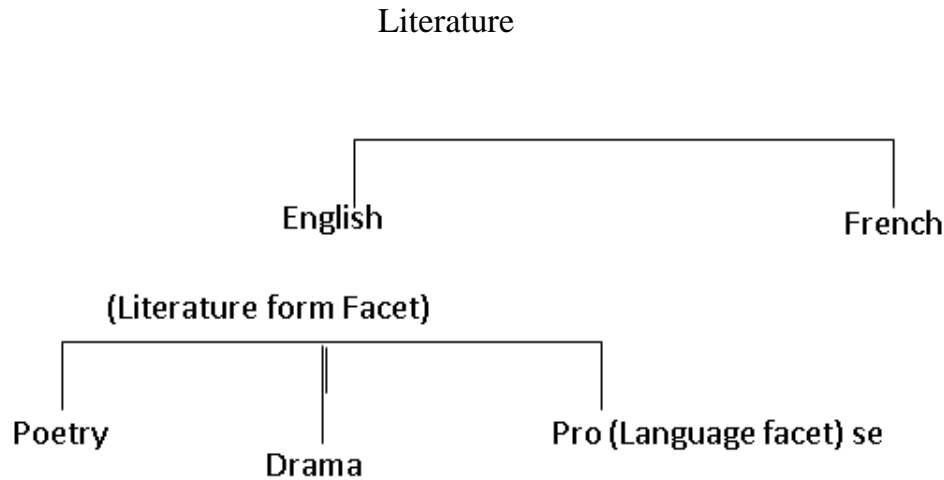 Literature
English
French
(Literature form Facet)
Poetry
Drama
Pro (Language facet) se